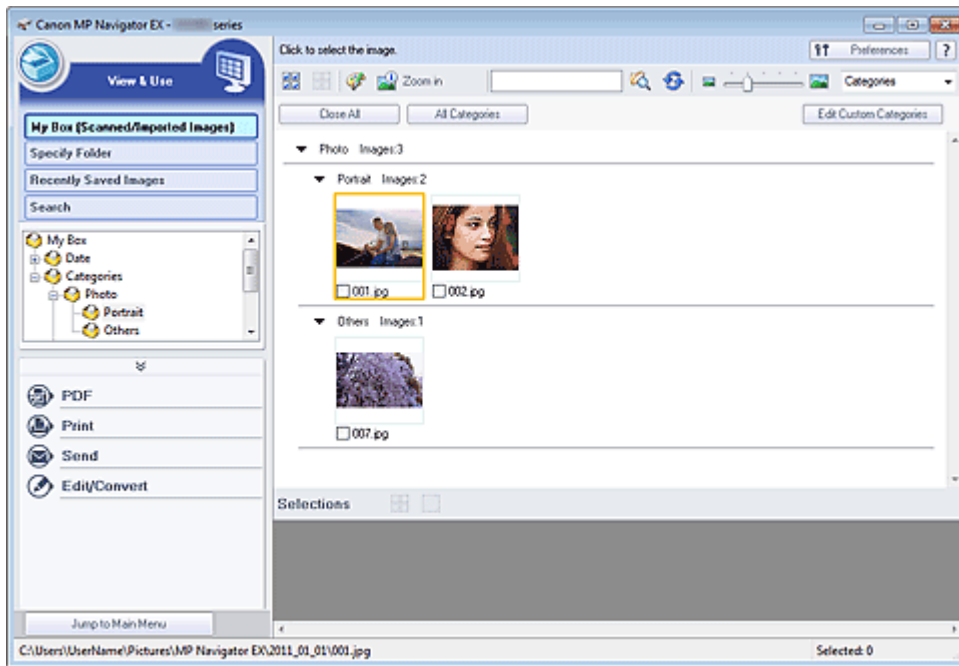 Canon MP Navigator EX - series
View & Use
My Box (Scanned/Imported Images)
Specify Folder
Recently Saved Images
Search
My Box
Date
Categories
Photo
Portrait
Others
PDF
Print
Send
Edit/Convert
Jump to Main Menu
Click to select the image.
Preferences
?
Zoom in
Categories
Close All
All Categories
Edit Custom Categories
Photo Images:3
Portrait Images:2
001.jpg
002.jpg
Others Images:1
007.jpg
Selections
C:\Users\UserName\Pictures\MP Navigator EX\2011_01_01\001.jpg
Selected: 0